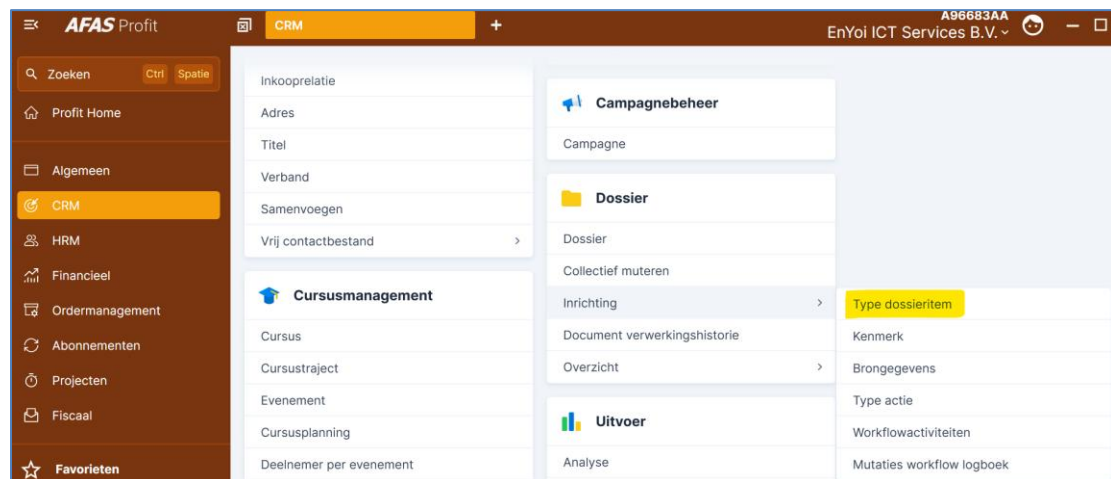 AFAS Profit
CRM
+
A96683AA
EnYoi ICT Services B.V.
Zoeken Ctrl Spatie
Profit Home
Algemeen
CRM
HRM
Financieel
Ordermanagement
Abonnementen
Projecten
Fiscaal
Favorieten
Inkooprelatie
Adres
Titel
Verband
Samenvoegen
Vrij contactbestand >
Cursusmanagement
Cursus
Cursustraject
Evenement
Cursusplanning
Deelnemer per evenement
Campagnebeheer
Campagne
Dossier
Dossier
Collectief muteren
Inrichting >
Document verwerkingshistorie
Overzicht >
Uitvoer
Analyse
Type dossieritem
Kenmerk
Brongegevens
Type actie
Workflowactiviteiten
Mutaties workflow logboek